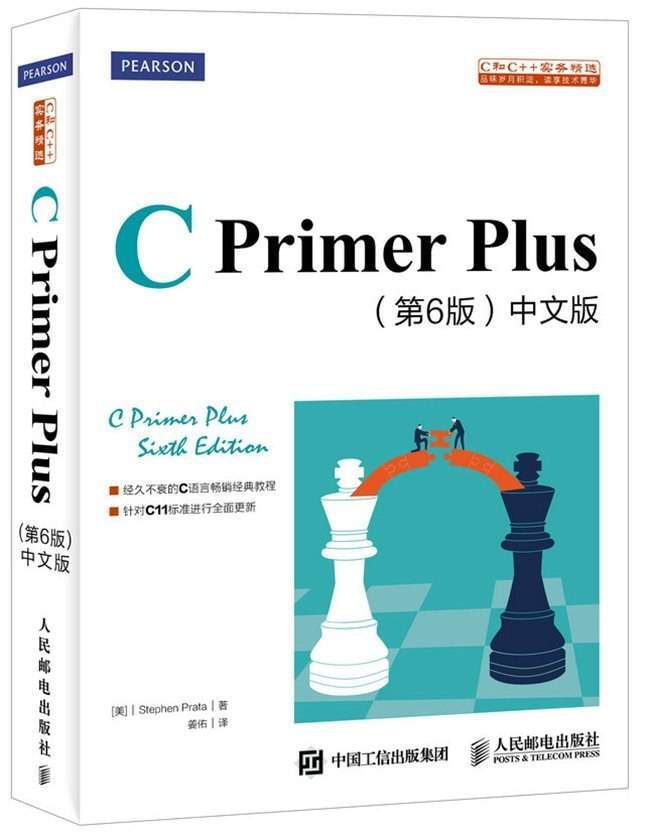 PEARSON
C和C++
实务精选
C Primer Plus
(第6版)
中文版
人民邮电出版社
PEARSON
C和C++实务精选
品味岁月积淀，读享技术菁华
C Primer Plus
（第6版）中文版
C Primer Plus
Sixth Edition
■ 经久不衰的C语言畅销经典教程
■ 针对C11标准进行全面更新
[美] | Stephen Prata | 著
姜佑 | 译
中国工信出版集团
人民邮电出版社
POSTS & TELECOM PRESS